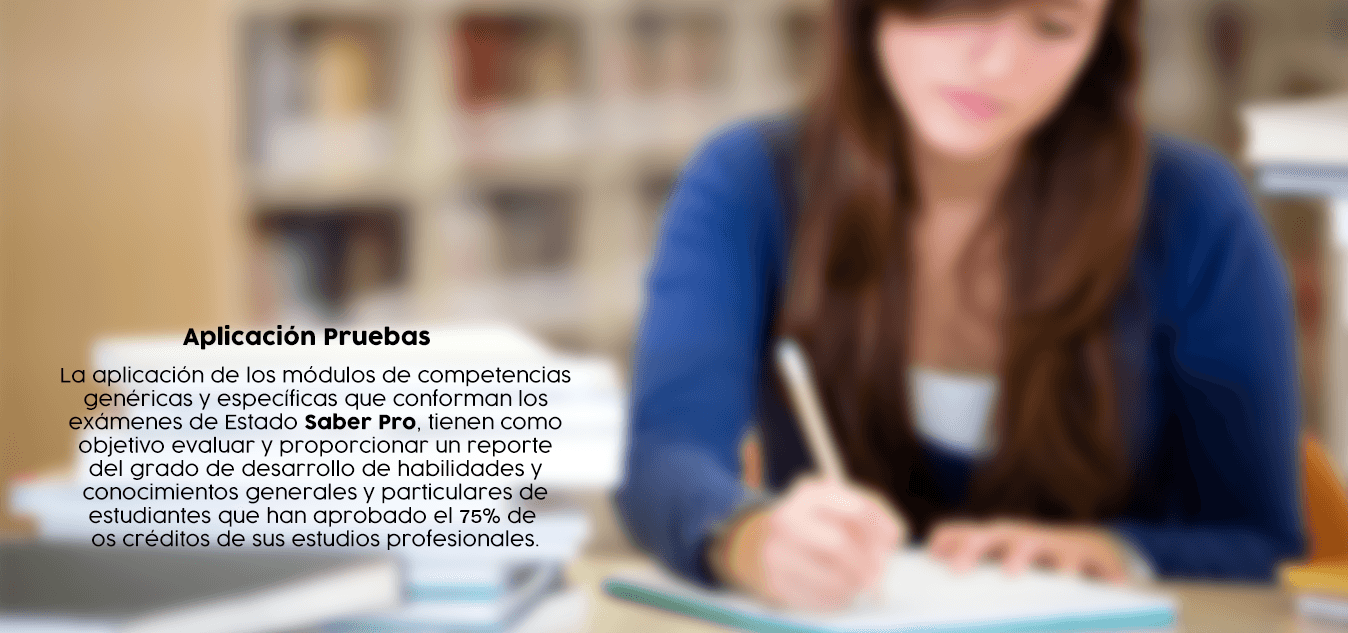 Aplicación Pruebas
La aplicación de los módulos de competencias
genéricas y específicas que conforman los
exámenes de Estado Saber Pro, tienen como
objetivo evaluar y proporcionar un reporte
del grado de desarrollo de habilidades y
conocimientos generales y particulares de
estudiantes que han aprobado el 75% de
os créditos de sus estudios profesionales.